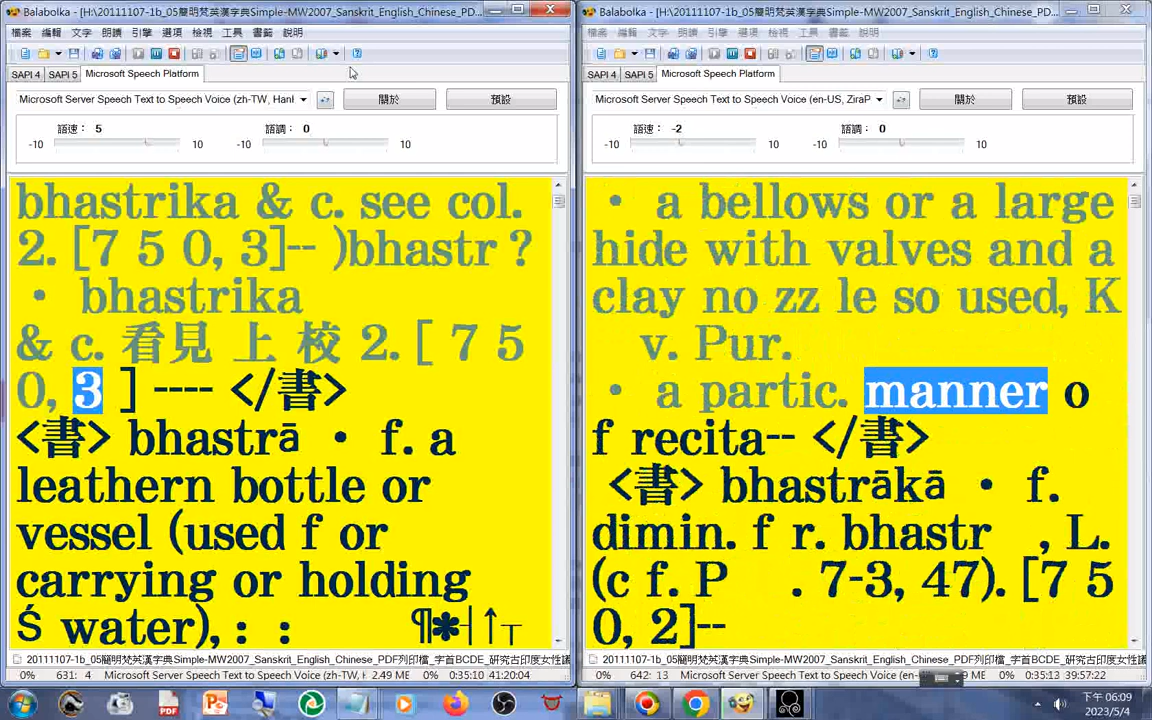 Balabolka - [H:\20111107-1b_05簡明梵英漢字典Simple-MW2007_Sanskrit_English_Chinese_PD...
檔案 編輯 文字 朗讀 引擎 選項 檢視 工具 書籤 說明
SAPI 4 SAPI 5 Microsoft Speech Platform
Microsoft Server Speech Text to Speech Voice (zh-TW, HanH 關於 預設
語速： 5 語調： 0
-10 10 -10 10
bhastrika & c. see col.
2. [7 5 0, 3]-- )bhastr ?
• bhastrika
& c. 看見 上 校 2. [ 7 5
0, 3 ] ---- </書>
<書> bhastrā • f. a
leathern bottle or
vessel (used f or
carrying or holding
Ś water), : : ¶✽┤↑┬
20111107-1b_05簡明梵英漢字典Simple-MW2007_Sanskrit_English_Chinese_PDF列印檔_字首BCDE_研究古印度女性議
0% 631: 4 Microsoft Server Speech Text to Speech Voice (zh-TW, H 2.49 MB 0% 0:35:10 41:20:04
Balabolka - [H:\20111107-1b_05簡明梵英漢字典Simple-MW2007_Sanskrit_English_Chinese_PD...
檔案 編輯 文字 朗讀 引擎 選項 檢視 工具 書籤 說明
SAPI 4 SAPI 5 Microsoft Speech Platform
Microsoft Server Speech Text to Speech Voice (en-US, ZiraP 關於 預設
語速： -2 語調： 0
-10 10 -10 10
• a bellows or a large
hide with valves and a
clay no zz le so used, K
v. Pur.
• a partic. manner o
f recita-- </書>
<書> bhastrākā • f.
dimin. f r. bhastr , L.
(c f. P . 7-3, 47). [7 5
0, 2]--
20111107-1b_05簡明梵英漢字典Simple-MW2007_Sanskrit_English_Chinese_PDF列印檔_字首BCDE_研究古印度女性議
0% 642: 13 Microsoft Server Speech Text to Speech Voice (en-US, MB 0% 0:35:13 39:57:22
PDF
下午 06:09
2023/5/4